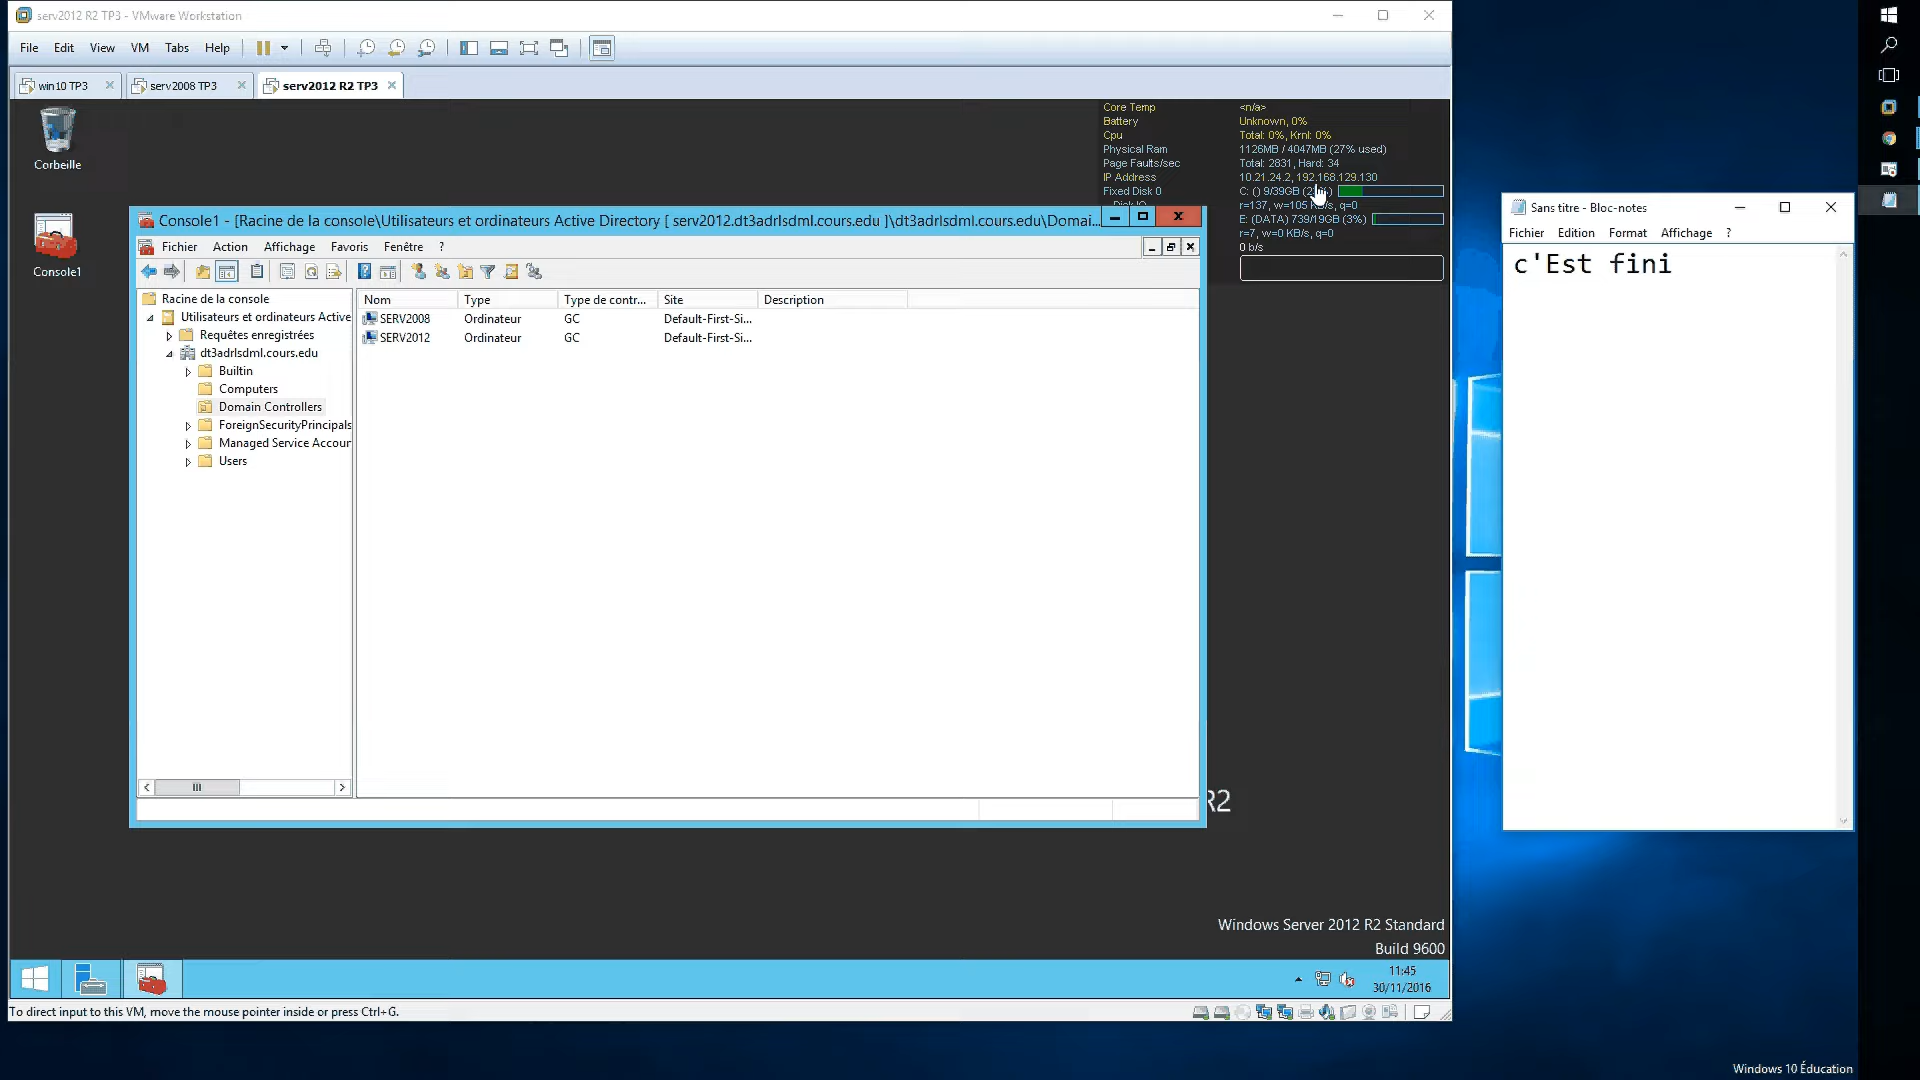 serv2012 R2 TP3 - VMware Workstation
File Edit View VM Tabs Help
win10 TP3 serv2008 TP3 serv2012 R2 TP3
Corbeille
Console1
Core Temp <n/a>
Battery Unknown, 0%
Cpu Total: 0%, Krnl: 0%
Physical Ram 1126MB / 4047MB (27% used)
Page Faults/sec Total: 2831, Hard: 34
IP Address 10.21.24.2, 192.168.129.130
Fixed Disk 0 C: () 9/39GB
r=137, w=105 KB/s, q=0
E: (DATA) 739/19GB (3%)
r=7, w=0 KB/s, q=0
0 b/s
Console1 - [Racine de la console\Utilisateurs et ordinateurs Active Directory [ serv2012.dt3adrlsdml.cours.edu ]\dt3adrlsdml.cours.edu\Domai...
Fichier Action Affichage Favoris Fenêtre ?
Racine de la console
Utilisateurs et ordinateurs Active
Requêtes enregistrées
dt3adrlsdml.cours.edu
Builtin
Computers
Domain Controllers
ForeignSecurityPrincipals
Managed Service Accour
Users
Nom Type Type de contr... Site Description
SERV2008 Ordinateur GC Default-First-Si...
SERV2012 Ordinateur GC Default-First-Si...
R2
Windows Server 2012 R2 Standard
Build 9600
11:45
30/11/2016
To direct input to this VM, move the mouse pointer inside or press Ctrl+G.
Sans titre - Bloc-notes
Fichier Edition Format Affichage ?
c'Est fini
Windows 10 Éducation